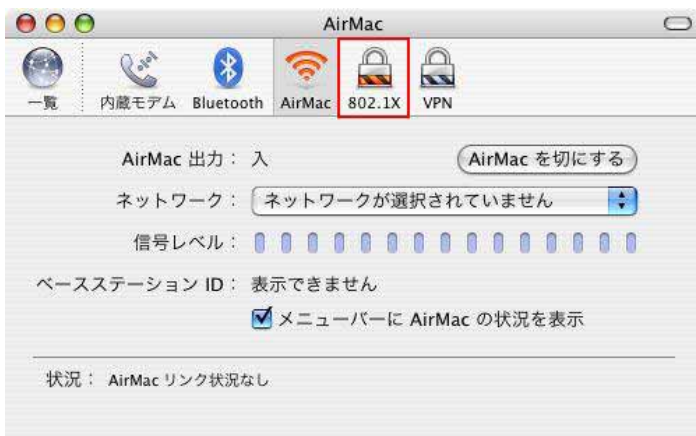 AirMac
一覧 内蔵モデム Bluetooth AirMac 802.1X VPN
AirMac 出力： 入 AirMac を切にする
ネットワーク： ネットワークが選択されていません
信号レベル：
ベースステーション ID： 表示できません
メニューバーに AirMac の状況を表示
状況： AirMac リンク状況なし